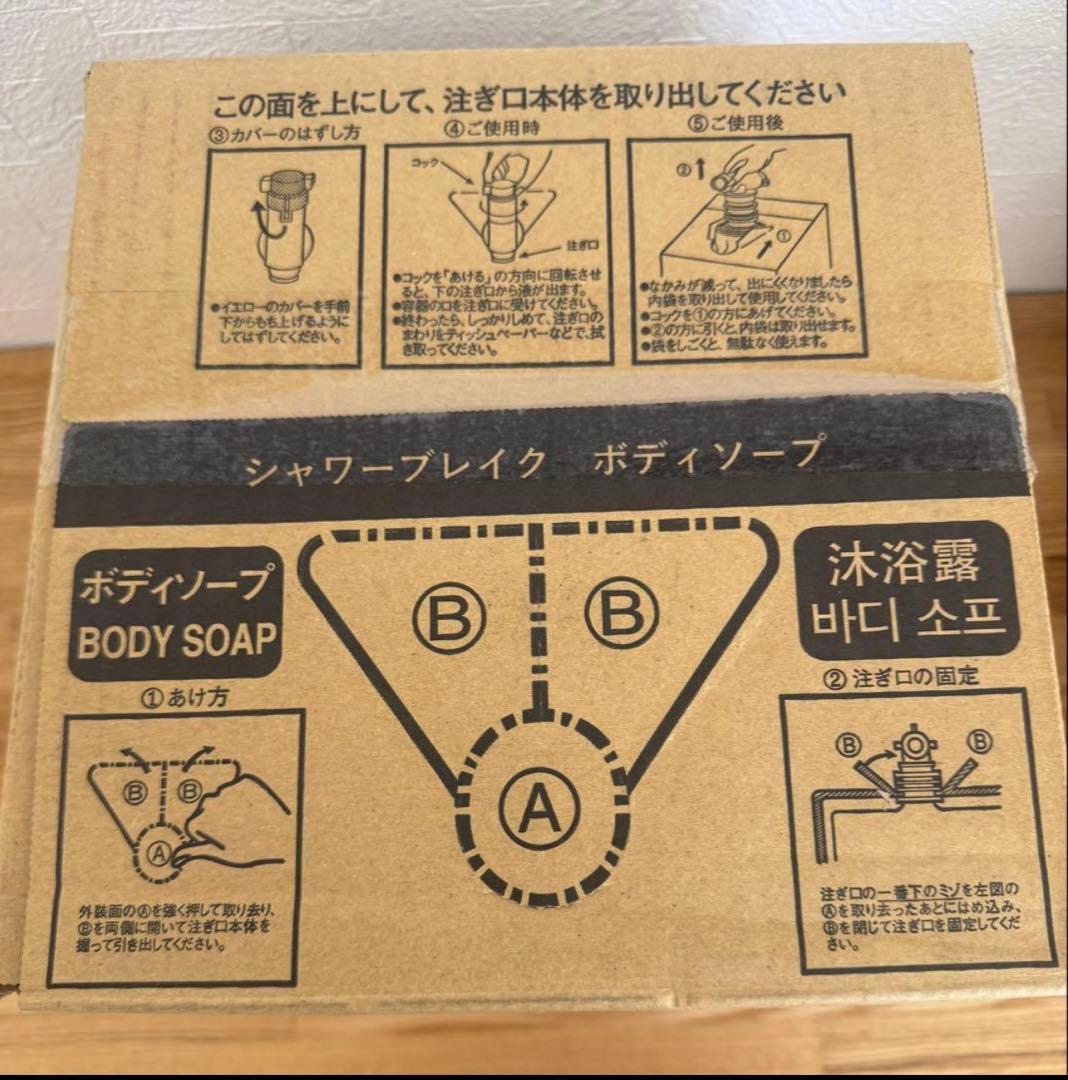 この面を上にして、注ぎ口本体を取り出してください
③カバーのはずし方
●イエローのカバーを手前
下からもち上げるように
してはずしてください。
④ご使用時
コック
注ぎ口
●コックを「あける」の方向に回転させ
ると、下の注ぎ口から液が出ます。
●容器の口を注ぎ口に受けてください。
●終わったら、しっかりしめて、注ぎ口の
まわりをティッシュペーパーなどで、拭
き取ってください。
⑤ご使用後
②
①
●なかみが減って、出にくくなりましたら
内袋を取り出して使用してください。
●コックを①の方にあげてください。
●②の方に引くと、内袋は取り出せます。
●袋をしごくと、無駄なく使えます。
シャワーブレイク ボディソープ
ボディソープ
BODY SOAP
Ⓑ Ⓑ
Ⓐ
沐浴露
바디 소프
①あけ方
Ⓑ Ⓑ
Ⓐ
外装面のⒶを強く押して取り去り、
Ⓑを両側に開いて注ぎ口本体を
握って引き出してください。
②注ぎ口の固定
Ⓑ Ⓑ
注ぎ口の一番下のミゾを左図の
Ⓐを取り去ったあとにはめ込み、
Ⓑを閉じて注ぎ口を固定してくだ
さい。